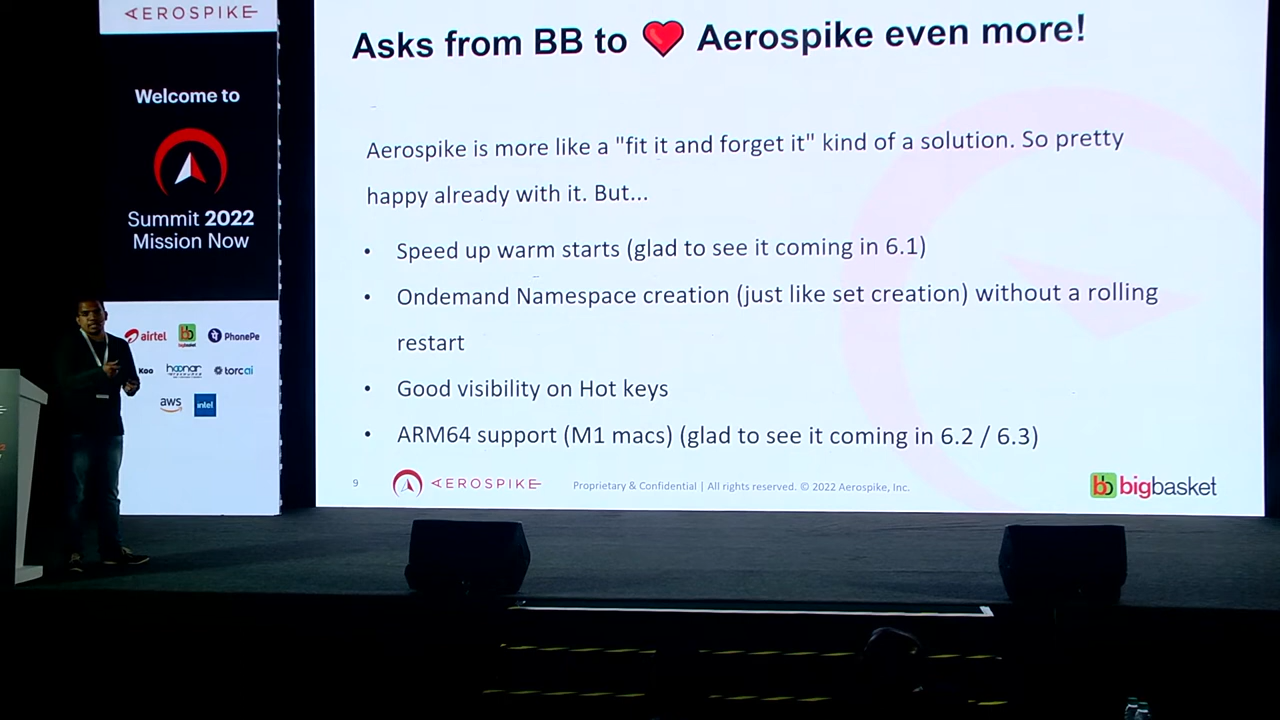 AEROSPIKE
Welcome to
Summit 2022
Mission Now
airtel
bb
bigbasket
PhonePe
Koo
torcai
aws
intel
Asks from BB to ❤️ Aerospike even more!
Aerospike is more like a "fit it and forget it" kind of a solution. So pretty
happy already with it. But...
• Speed up warm starts (glad to see it coming in 6.1)
• Ondemand Namespace creation (just like set creation) without a rolling
restart
• Good visibility on Hot keys
• ARM64 support (M1 macs) (glad to see it coming in 6.2 / 6.3)
9
AEROSPIKE
Proprietary & Confidential | All rights reserved. © 2022 Aerospike, Inc.
bb bigbasket